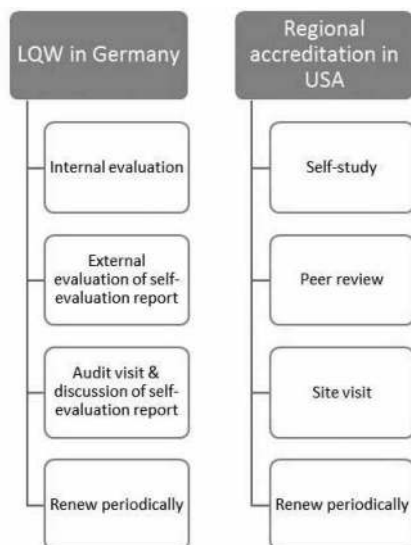 LQW in Germany
Internal evaluation
External
evaluation of self-
evaluation report
Audit visit &
discussion of self-
evaluation report
Renew periodically
Regional
accreditation in
USA
Self-study
Peer review
Site visit
Renew periodically